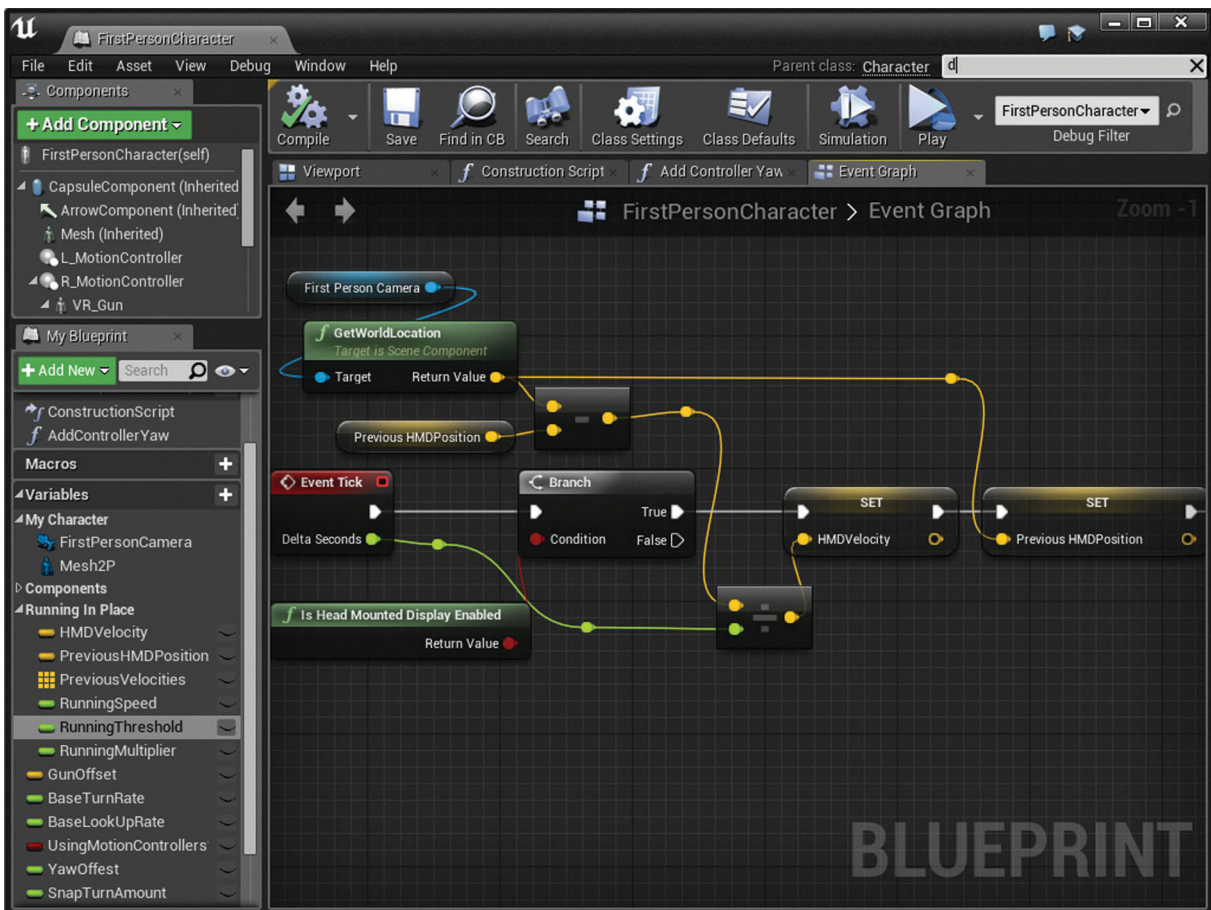 FirstPersonCharacter
File Edit Asset View Debug Window Help
Parent class: Character d
Components
+Add Component
FirstPersonCharacter(self)
CapsuleComponent (Inherited
ArrowComponent (Inherited)
Mesh (Inherited)
L_MotionController
R_MotionController
VR_Gun
Compile Save Find in CB Search Class Settings Class Defaults Simulation Play
FirstPersonCharacter
Debug Filter
Viewport Construction Script Add Controller Yaw Event Graph
FirstPersonCharacter > Event Graph Zoom -1
My Blueprint
+Add New Search
ConstructionScript
AddControllerYaw
Macros +
Variables +
My Character
FirstPersonCamera
Mesh2P
Components
Running In Place
HMDVelocity
PreviousHMDPosition
PreviousVelocities
RunningSpeed
RunningThreshold
RunningMultiplier
GunOffset
BaseTurnRate
BaseLookUpRate
UsingMotionControllers
YawOffest
SnapTurnAmount
First Person Camera
f GetWorldLocation
Target is Scene Component
Target Return Value
Previous HMDPosition
-
Event Tick
Delta Seconds
Branch
True
Condition False
SET
HMDVelocity
SET
Previous HMDPosition
f Is Head Mounted Display Enabled
Return Value
÷
BLUEPRINT